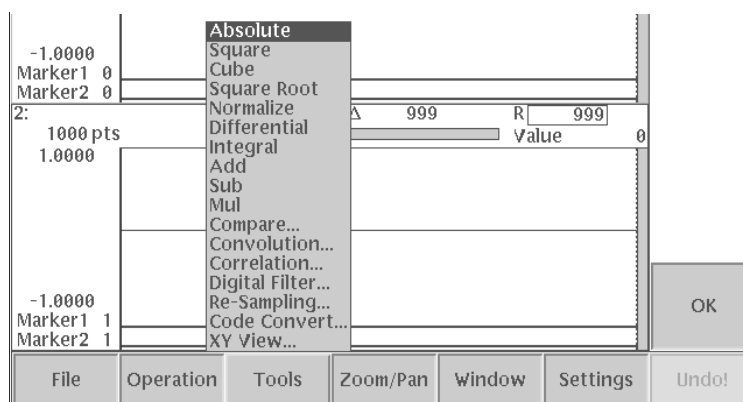 Absolute
Square
Cube
Square Root
Normalize
Differential
Integral
Add
Sub
Mul
Compare...
Convolution...
Correlation...
Digital Filter...
Re-Sampling...
Code Convert...
XY View...
-1.0000
Marker1 0
Marker2 0
2:
1000 pts
Δ 999
R 999
Value 0
1.0000
-1.0000
Marker1 1
Marker2 1
OK
File Operation Tools Zoom/Pan Window Settings Undo!